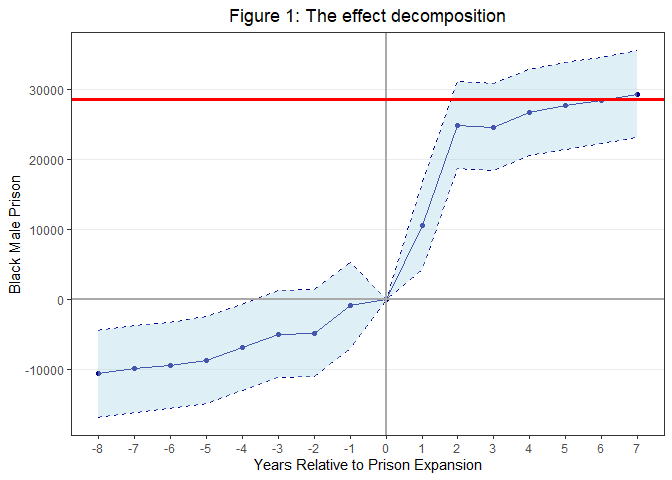 Figure 1: The effect decomposition
Black Male Prison
30000
20000
10000
0
-10000
-8 -7 -6 -5 -4 -3 -2 -1 0 1 2 3 4 5 6 7
Years Relative to Prison Expansion